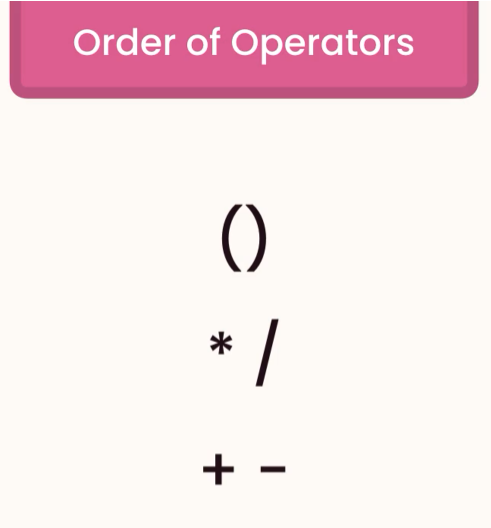 Order of Operators
()
* /
+ -